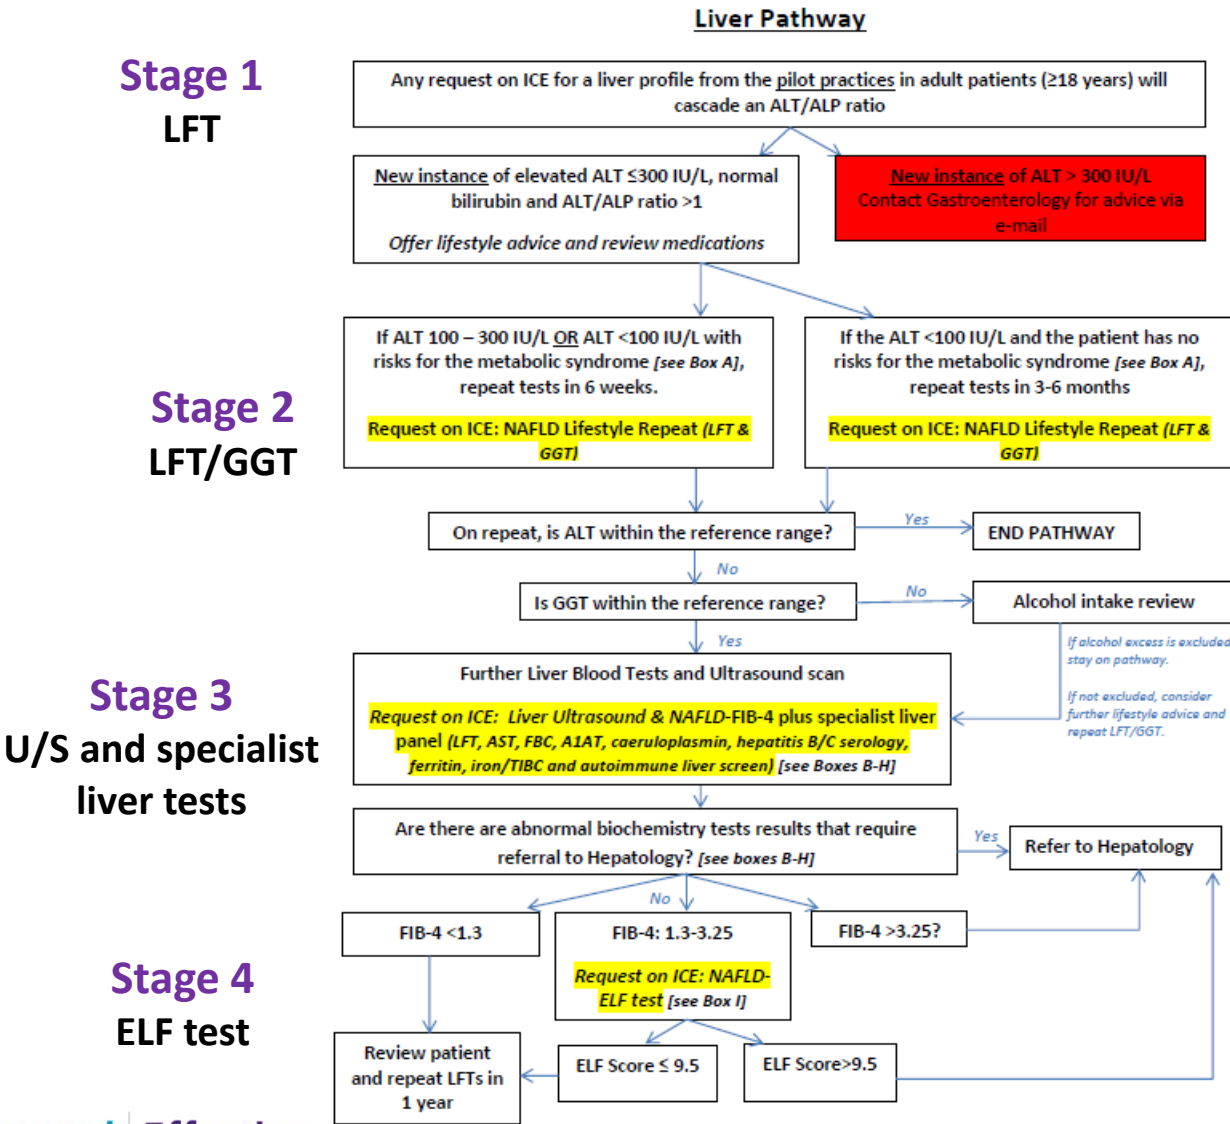 Liver Pathway
Stage 1
LFT
Any request on ICE for a liver profile from the pilot practices in adult patients (≥18 years) will
cascade an ALT/ALP ratio
New instance of elevated ALT ≤300 IU/L, normal
bilirubin and ALT/ALP ratio >1
Offer lifestyle advice and review medications
New instance of ALT > 300 IU/L
Contact Gastroenterology for advice via
e-mail
Stage 2
LFT/GGT
If ALT 100 – 300 IU/L OR ALT <100 IU/L with
risks for the metabolic syndrome [see Box A],
repeat tests in 6 weeks.
Request on ICE: NAFLD Lifestyle Repeat (LFT &
GGT)
If the ALT <100 IU/L and the patient has no
risks for the metabolic syndrome [see Box A],
repeat tests in 3-6 months
Request on ICE: NAFLD Lifestyle Repeat (LFT &
GGT)
On repeat, is ALT within the reference range?
Yes
END PATHWAY
No
Is GGT within the reference range?
No
Alcohol intake review
Yes
If alcohol excess is excluded
stay on pathway.
If not excluded, consider
further lifestyle advice and
repeat LFT/GGT.
Stage 3
U/S and specialist
liver tests
Further Liver Blood Tests and Ultrasound scan
Request on ICE: Liver Ultrasound & NAFLD-FIB-4 plus specialist liver
panel (LFT, AST, FBC, A1AT, caeruloplasmin, hepatitis B/C serology,
ferritin, iron/TIBC and autoimmune liver screen) [see Boxes B-H]
Are there are abnormal biochemistry tests results that require
referral to Hepatology? [see boxes B-H]
Yes
Refer to Hepatology
No
FIB-4 <1.3
FIB-4: 1.3-3.25
Request on ICE: NAFLD-
ELF test [see Box I]
FIB-4 >3.25?
Stage 4
ELF test
Review patient
and repeat LFTs in
1 year
ELF Score ≤ 9.5
ELF Score>9.5